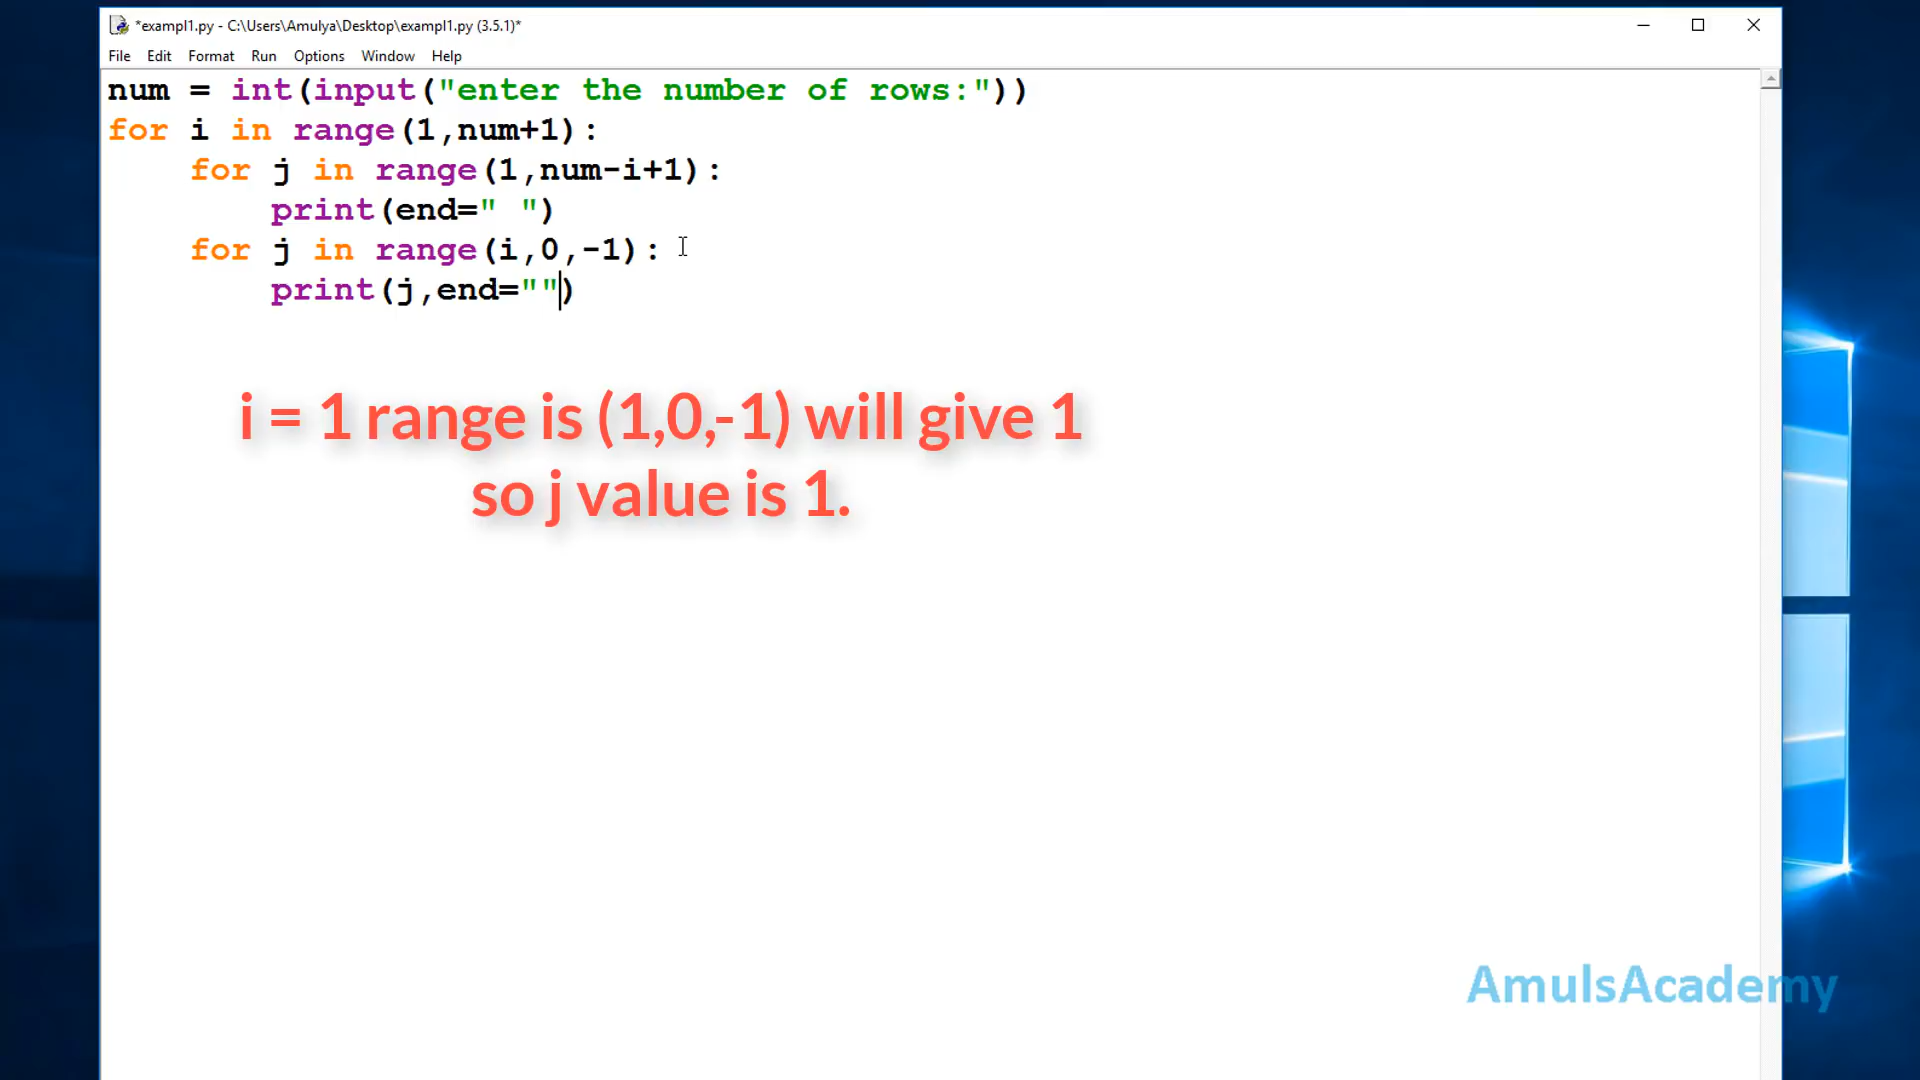 *exampl1.py - C:\Users\Amulya\Desktop\exampl1.py (3.5.1)*
File Edit Format Run Options Window Help
num = int(input("enter the number of rows:"))
for i in range(1,num+1):
    for j in range(1,num-i+1):
        print(end=" ")
    for j in range(i,0,-1):
        print(j,end="")
i = 1 range is (1,0,-1) will give 1
so j value is 1.
AmulsAcademy